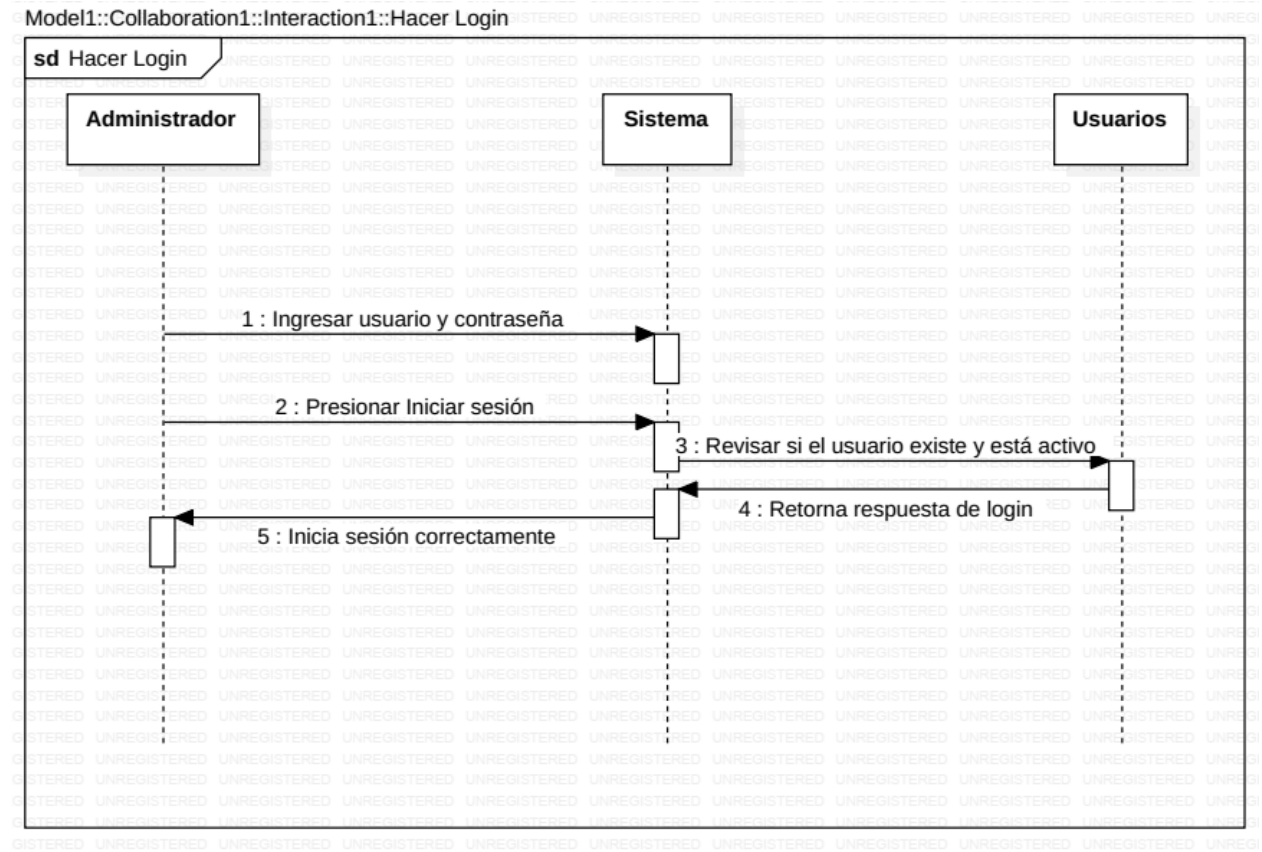 Model1::Collaboration1::Interaction1::Hacer Login
sd Hacer Login
Administrador
Sistema
Usuarios
1 : Ingresar usuario y contraseña
2 : Presionar Iniciar sesión
3 : Revisar si el usuario existe y está activo
4 : Retorna respuesta de login
5 : Inicia sesión correctamente
UNREGISTERED